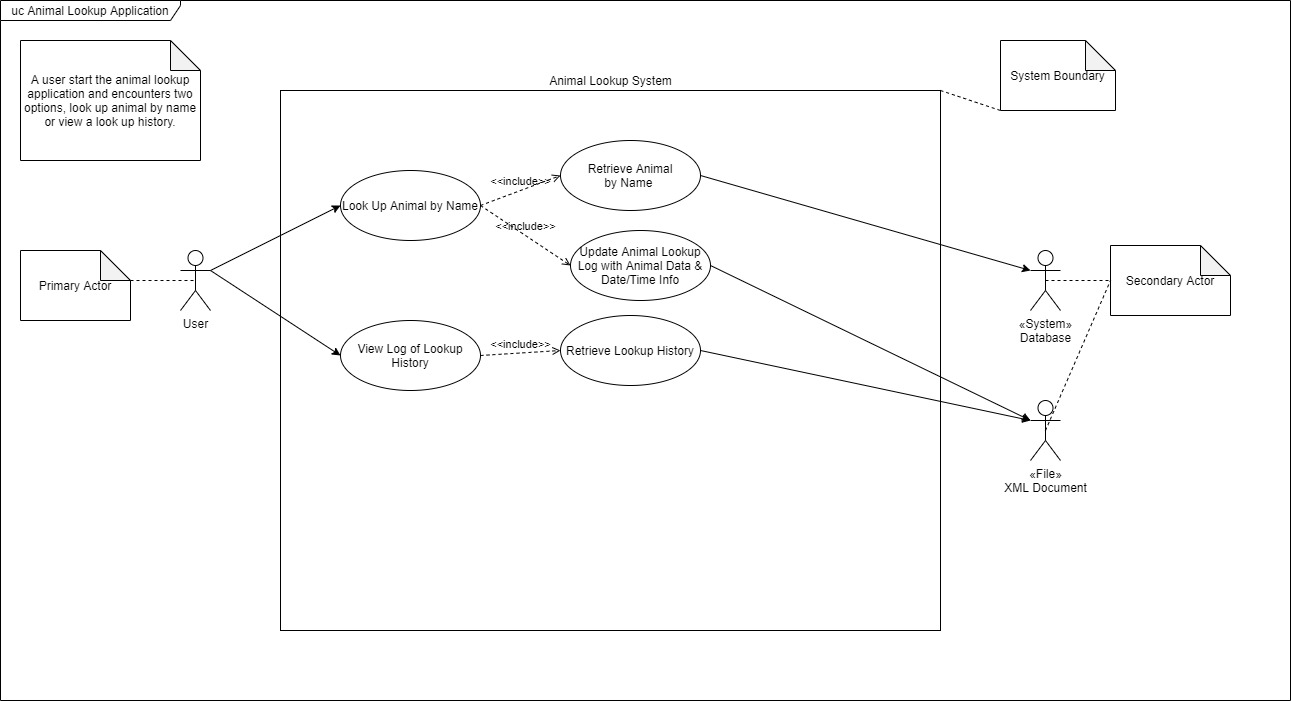 uc Animal Lookup Application
A user start the animal lookup
application and encounters two
options, look up animal by name
or view a look up history.
Animal Lookup System
System Boundary
Retrieve Animal
by Name
<<include>>
Look Up Animal by Name
<<include>>
Update Animal Lookup
Log with Animal Data &
Date/Time Info
Primary Actor
User
Secondary Actor
«System»
Database
View Log of Lookup
History
<<include>>
Retrieve Lookup History
«File»
XML Document